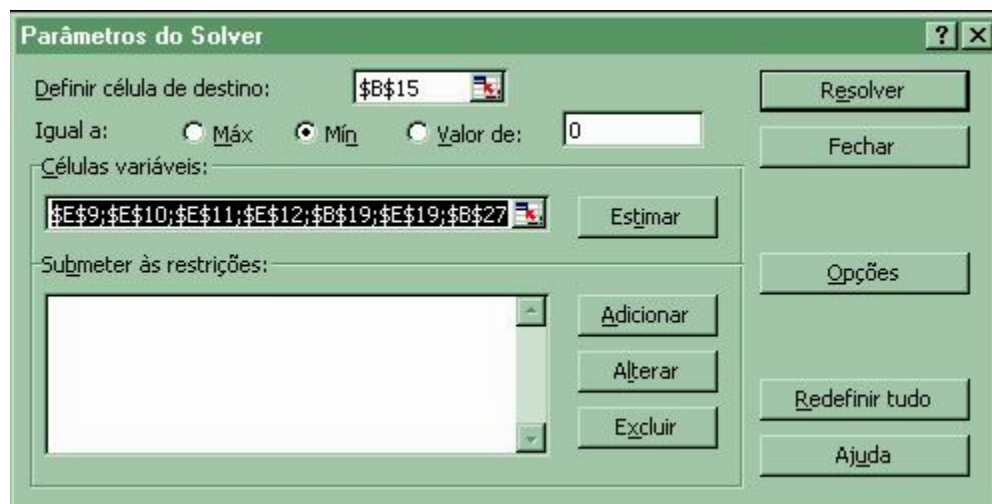 Parâmetros do Solver
Definir célula de destino: $B$15
Resolver
Igual a: Máx Mín Valor de: 0
Fechar
Células variáveis:
$E$9;$E$10;$E$11;$E$12;$B$19;$E$19;$B$27
Estimar
Submeter às restrições:
Opções
Adicionar
Alterar
Redefinir tudo
Excluir
Ajuda